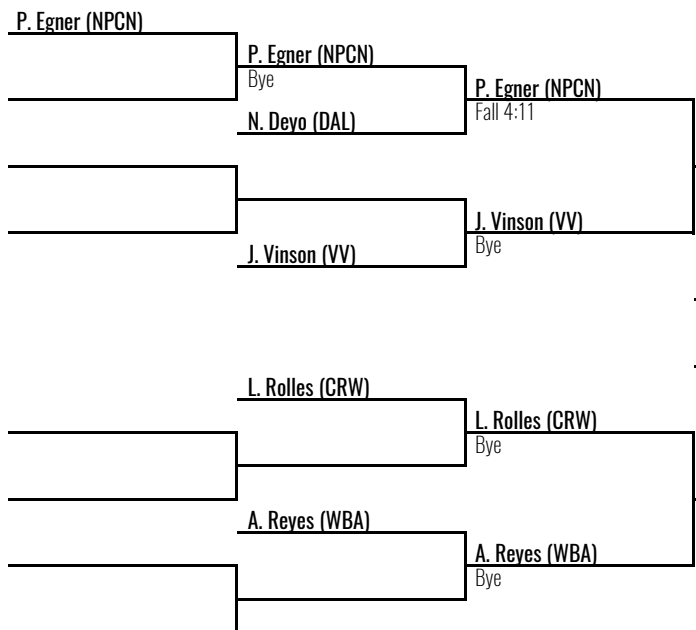 P. Egner (NPCN)
P. Egner (NPCN)
Bye
N. Deyo (DAL)
P. Egner (NPCN)
Fall 4:11
J. Vinson (VV)
Bye
J. Vinson (VV)
L. Rolles (CRW)
L. Rolles (CRW)
Bye
A. Reyes (WBA)
A. Reyes (WBA)
Bye